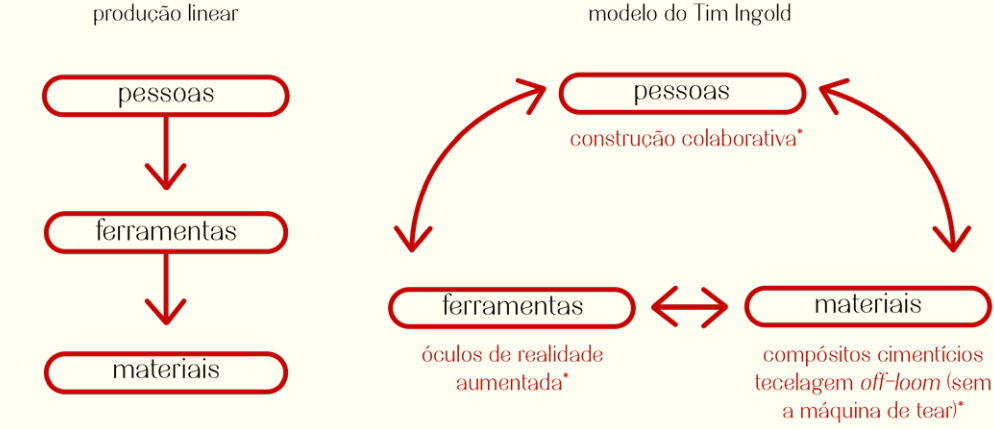 produção linear
pessoas
ferramentas
materiais
modelo do Tim Ingold
pessoas
construção colaborativa*
ferramentas
óculos de realidade
aumentada*
materiais
compósitos cimentícios
tecelagem off-loom (sem
a máquina de tear)*